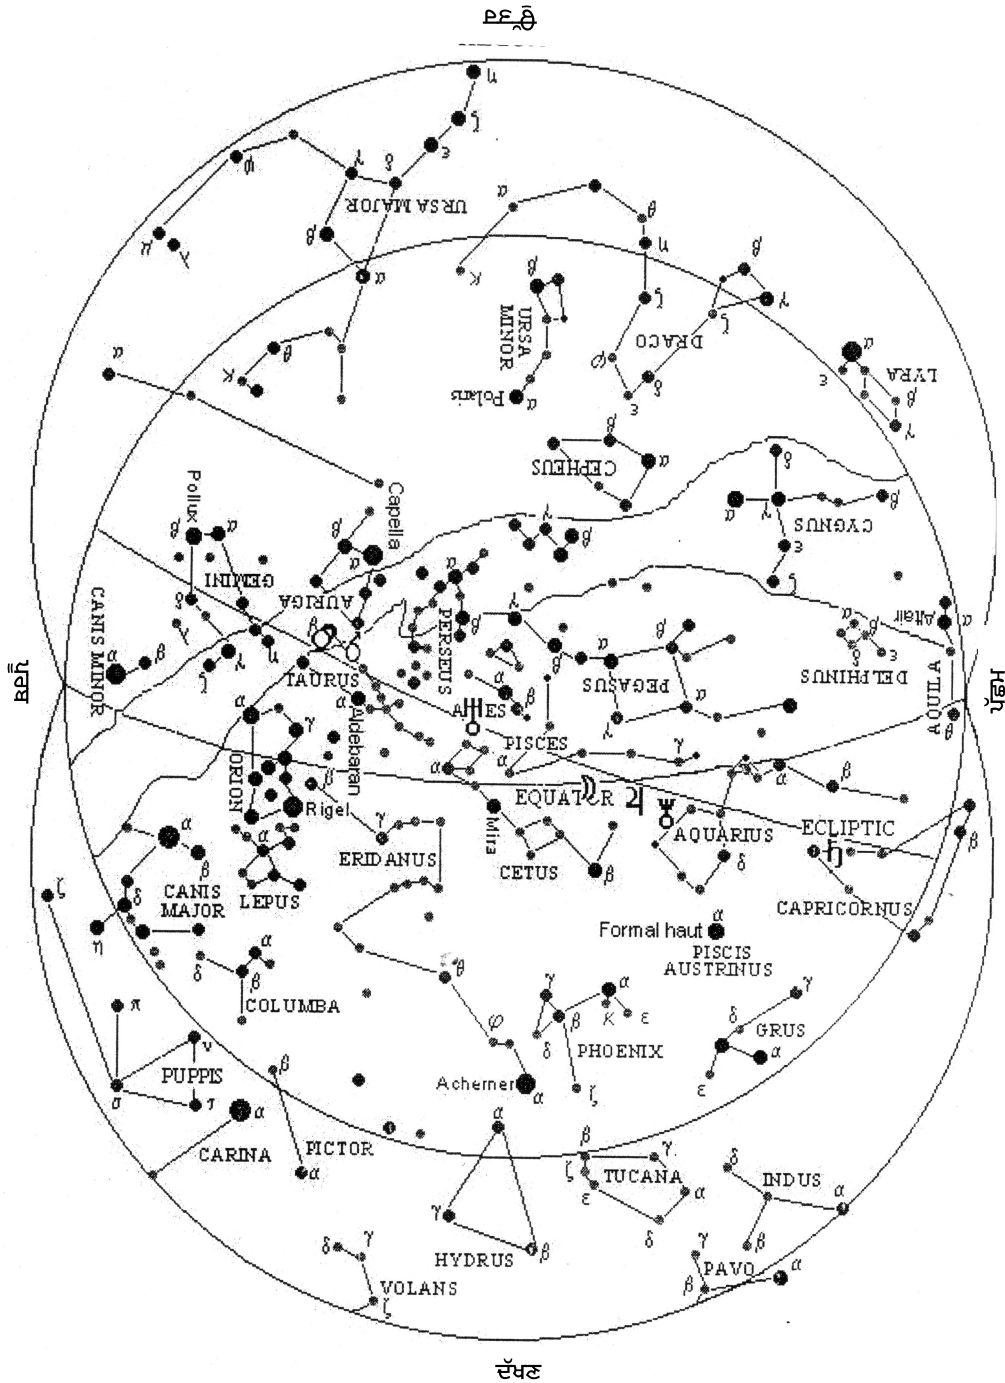 ਉੱਤਰ
η
ζ
ε
δ
γ
φ
URSA MAJOR
β
μ
λ
α
α
θ
η
κ
β
ζ
URSA
MINOR
α
Polaris
φ
ε
δ
DRACO
ζ
β
γ
α
ε
LYRA
β
γ
θ
κ
α
β
α
CEPHEUS
δ
α
γ
β
CYGNUS
ε
ζ
Pollux
β
α
GEMINI
δ
λ
ζ
γ
η
Capella
β
α
AURIGA
γ
β
α
PERSEUS
β
γ
β
α
β
PEGASUS
γ
α
α
β
δ
ε
DELPHINUS
Altair
α
AQUILA
θ
CANIS MINOR
α
β
β
TAURUS
Aldebaran
ARIES
β
PISCES
α
γ
ਪੂਰਬ
ਪੱਛਮ
α
γ
ORION
Rigel
β
α
Mira
EQUATOR
CETUS
β
ERIDANUS
ε
α
β
AQUARIUS
δ
ECLIPTIC
β
CAPRICORNUS
α
β
CANIS
MAJOR
δ
η
ζ
α
LEPUS
Formal haut
α
PISCIS
AUSTRINUS
δ
α
β
COLUMBA
θ
φ
γ
α
κ
ε
β
δ
PHOENIX
ζ
γ
δ
GRUS
α
ε
π
ν
PUPPIS
σ
τ
β
Achemer
α
α
CARINA
PICTOR
α
α
γ
HYDRUS
β
β
γ
ζ
TUCANA
ε
α
δ
δ
INDUS
α
β
γ
PAVO
α
β
δ
γ
VOLANS
ζ
ਦੱਖਣ